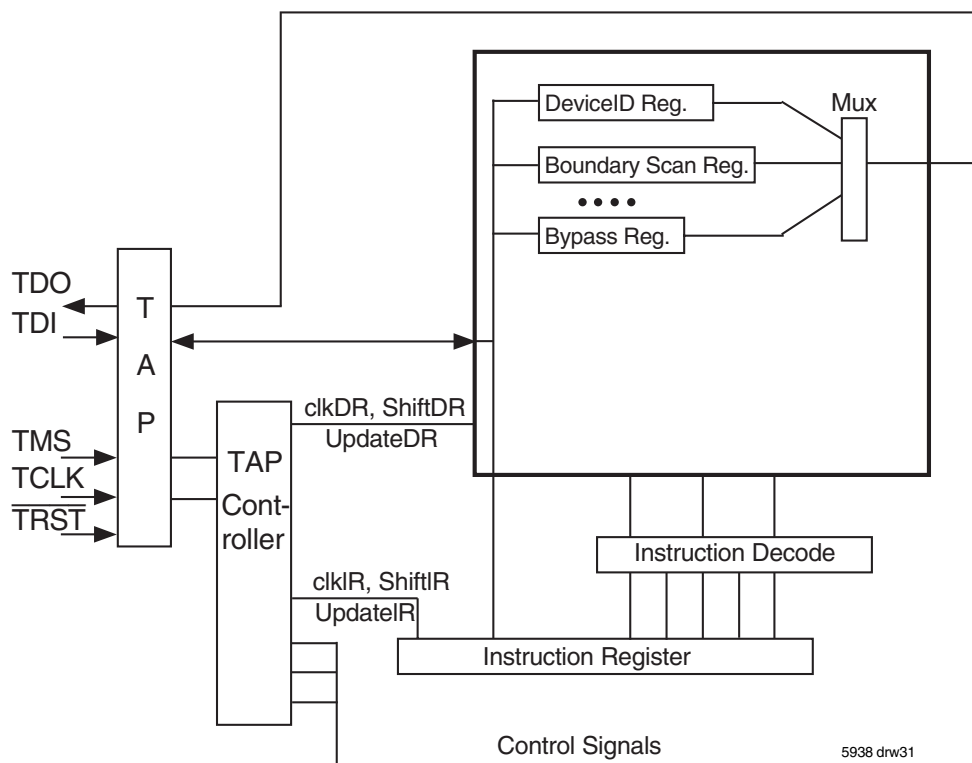 DeviceID Reg.
Mux
Boundary Scan Reg.
Bypass Reg.
TDO
TDI
T
A
P
TMS
TCLK
TRST
clkDR, ShiftDR
UpdateDR
TAP
Cont-
roller
Instruction Decode
clkIR, ShiftIR
UpdateIR
Instruction Register
Control Signals
5938 drw31